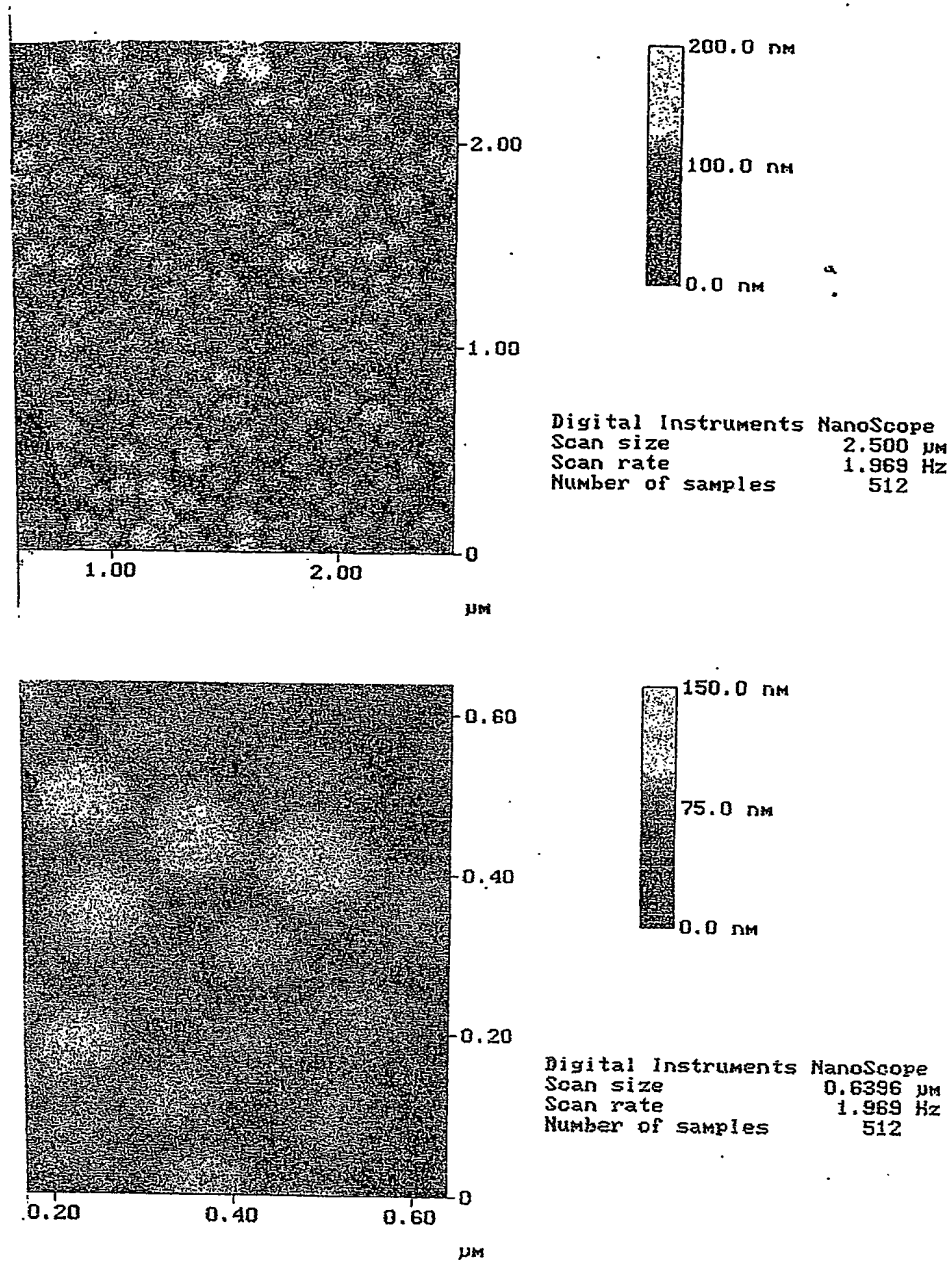 200.0 nM
2.00
100.0 nM
0.0 nM
1.00
Digital Instruments NanoScope
Scan size 2.500 µM
Scan rate 1.969 Hz
Number of samples 512
0
1.00 2.00
µM
150.0 nM
0.60
75.0 nM
0.40
0.0 nM
0.20
Digital Instruments NanoScope
Scan size 0.6396 µM
Scan rate 1.969 Hz
Number of samples 512
0
0.20 0.40 0.60
µM